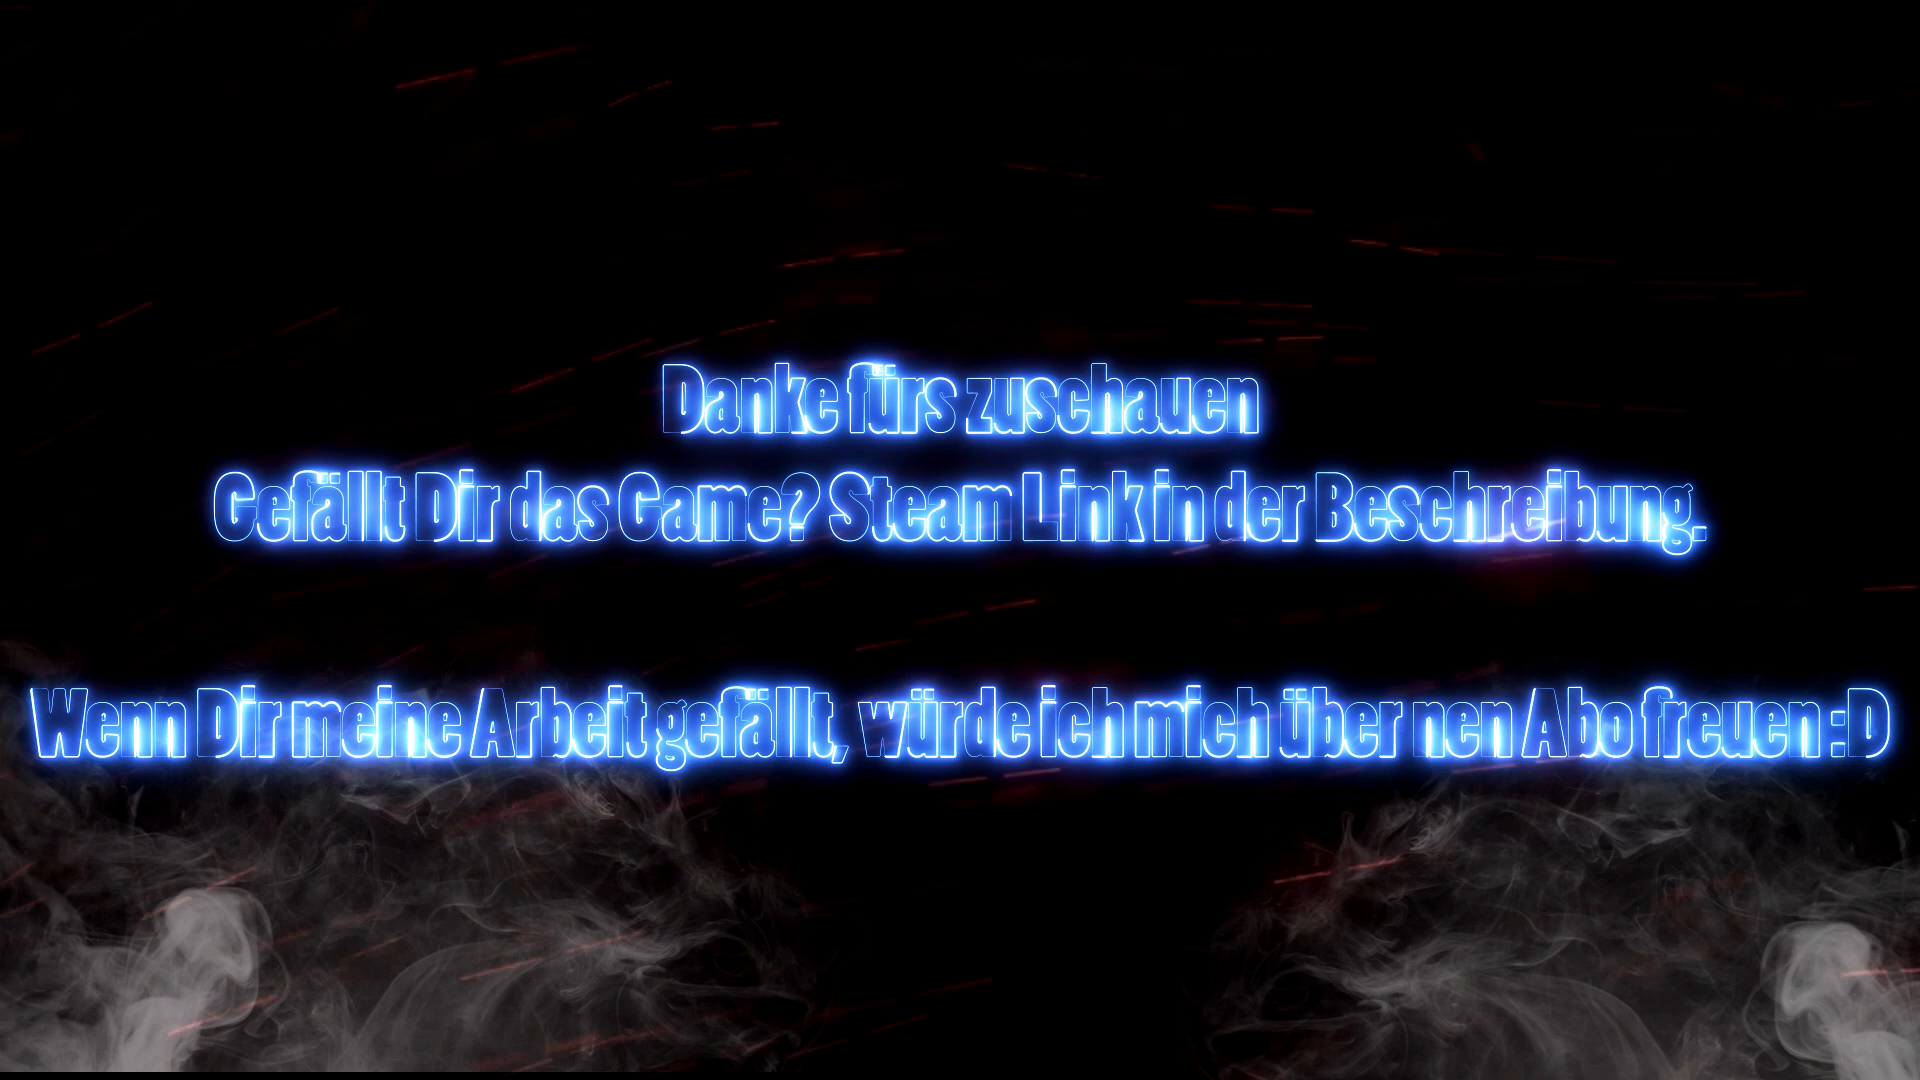 Danke fürs zuschauen
Gefällt Dir das Game? Steam Link in der Beschreibung.
Wenn Dir meine Arbeit gefällt, würde ich mich über nen Abo freuen :D